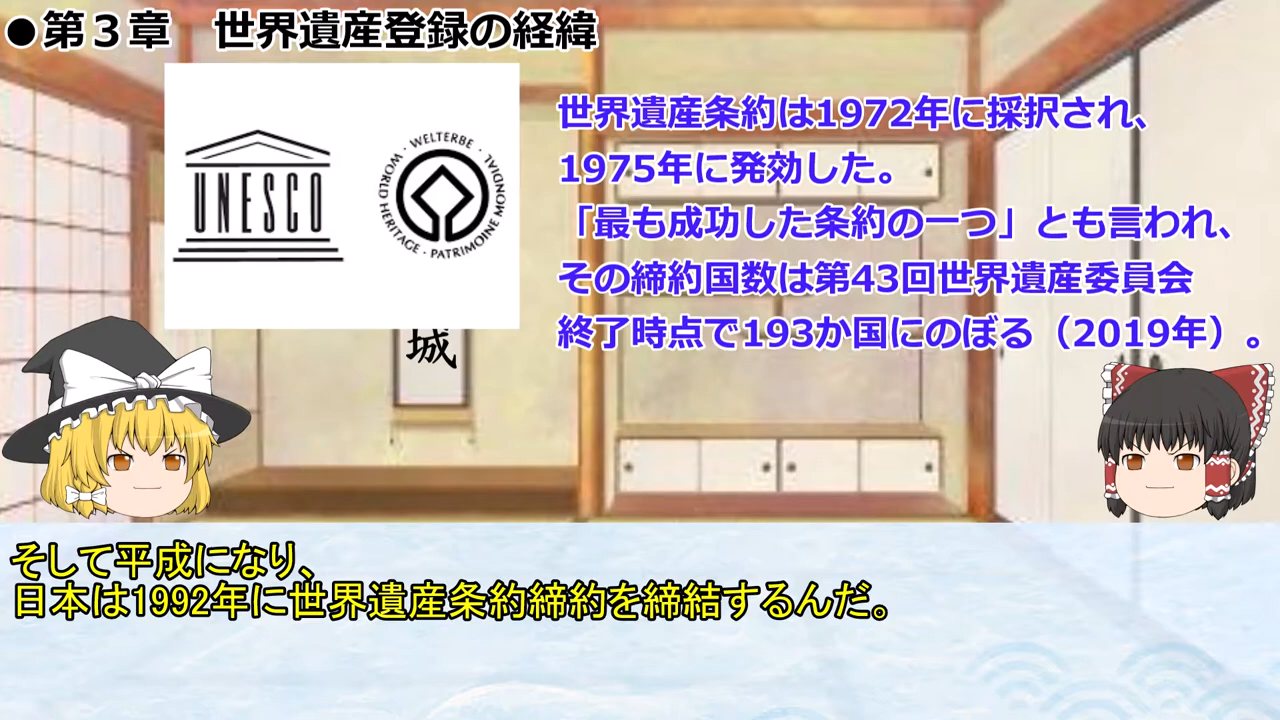 ●第３章　世界遺産登録の経緯
UNESCO
WORLD HERITAGE · WELTERBE · PATRIMOINE MONDIAL ·
世界遺産条約は1972年に採択され、
1975年に発効した。
「最も成功した条約の一つ」とも言われ、
その締約国数は第43回世界遺産委員会
終了時点で193か国にのぼる（2019年）。
城
そして平成になり、
日本は1992年に世界遺産条約締約を締結するんだ。